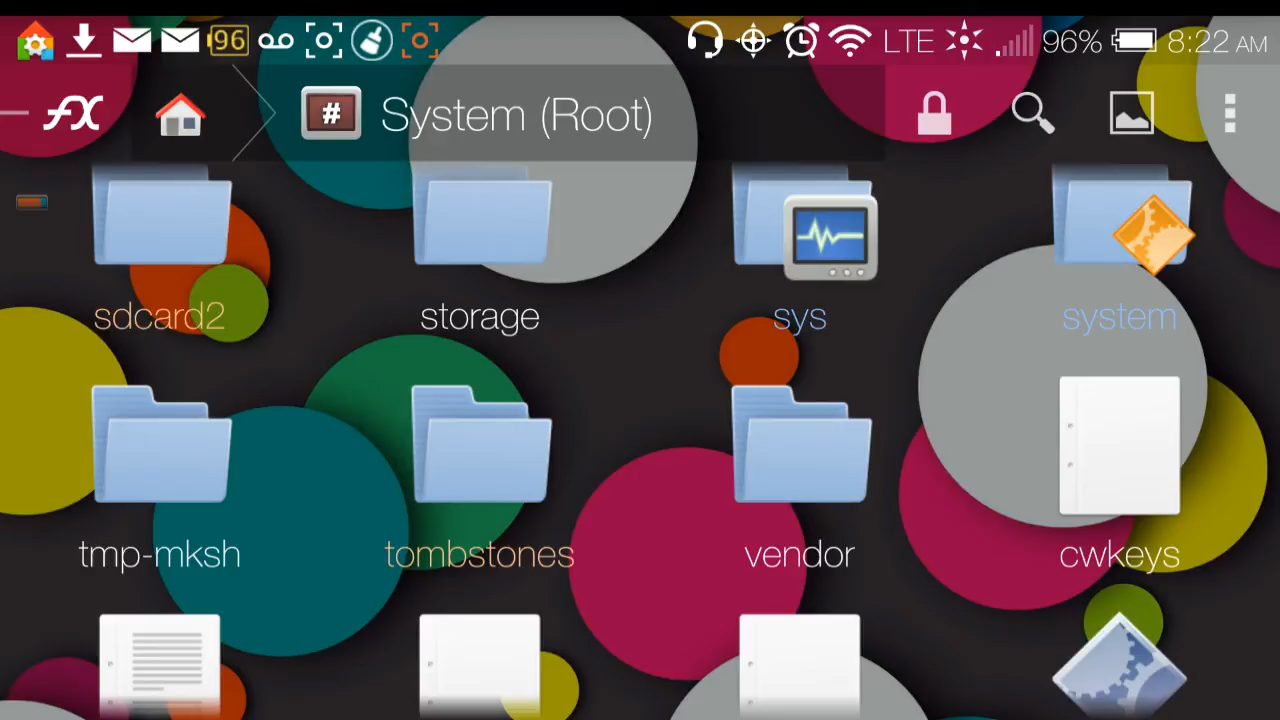 96 LTE 96% 8:22 AM
FX # System (Root)
sdcard2 storage sys system
tmp-mksh tombstones vendor cwkeys